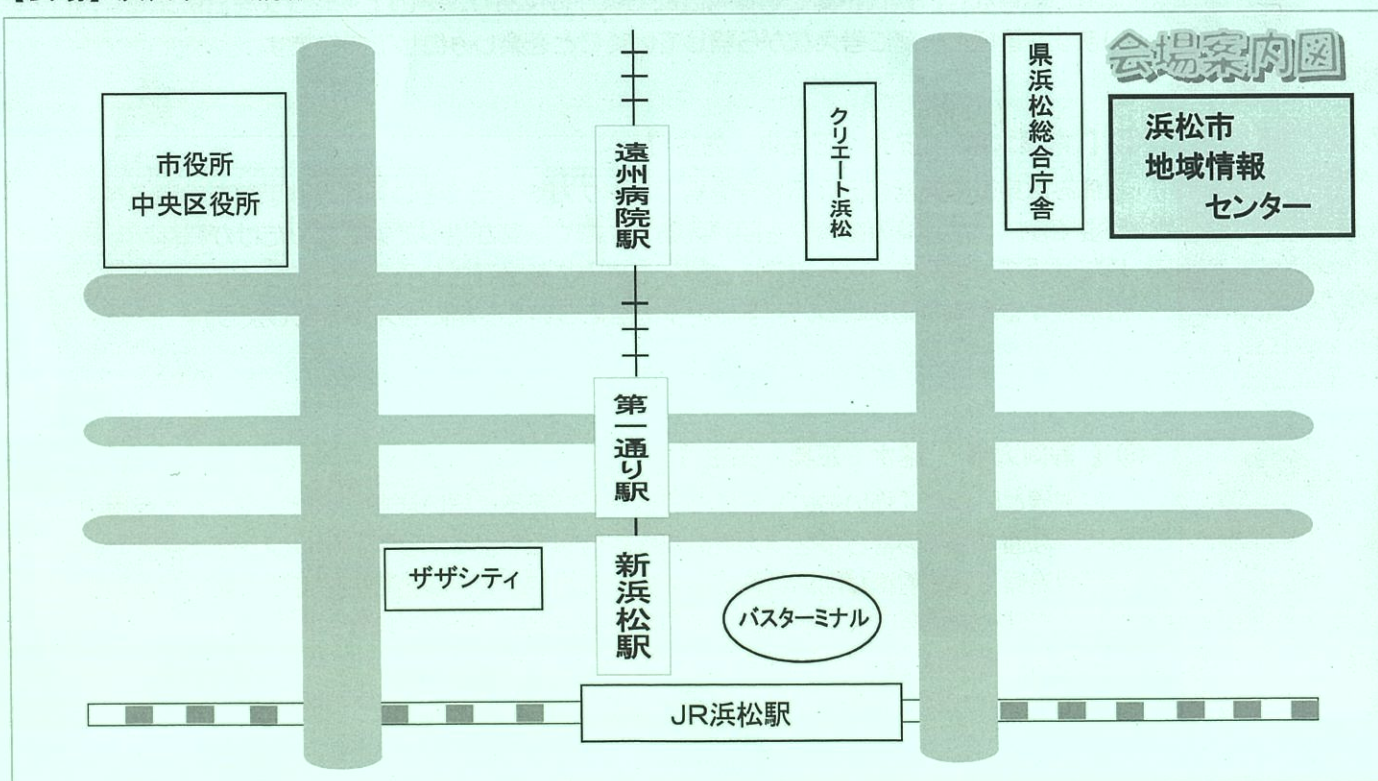 会場案内図
市役所
中央区役所
遠州病院駅
クリエート浜松
県浜松総合庁舎
浜松市
地域情報
センター
第一通り駅
ザザシティ
新浜松駅
バスターミナル
JR浜松駅